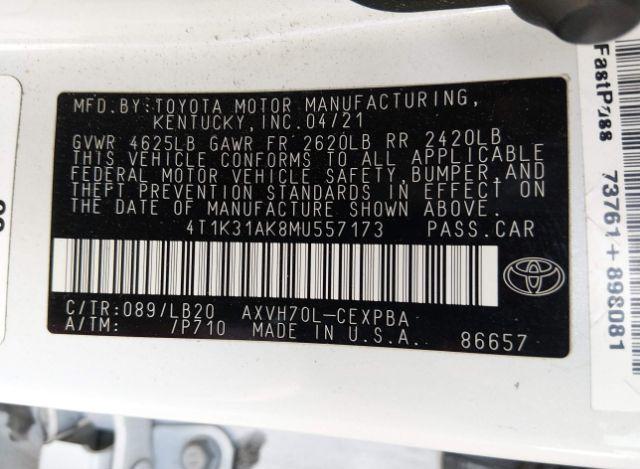 MFD.BY:TOYOTA MOTOR MANUFACTURING,
KENTUCKY, INC.04/21
GVWR 4625LB GAWR FR 2620LB RR 2420LB
THIS VEHICLE CONFORMS TO ALL APPLICABLE
FEDERAL MOTOR VEHICLE SAFETY, BUMPER, AND
THEFT PREVENTION STANDARDS IN EFFECT ON
THE DATE OF MANUFACTURE SHOWN ABOVE.
4T1K31AK8MU557173 PASS.CAR
C/TR:089/LB20 AXVH70L-CEXPBA
A/TM: /P710 MADE IN U.S.A. 86657
FastPass 73761+898081